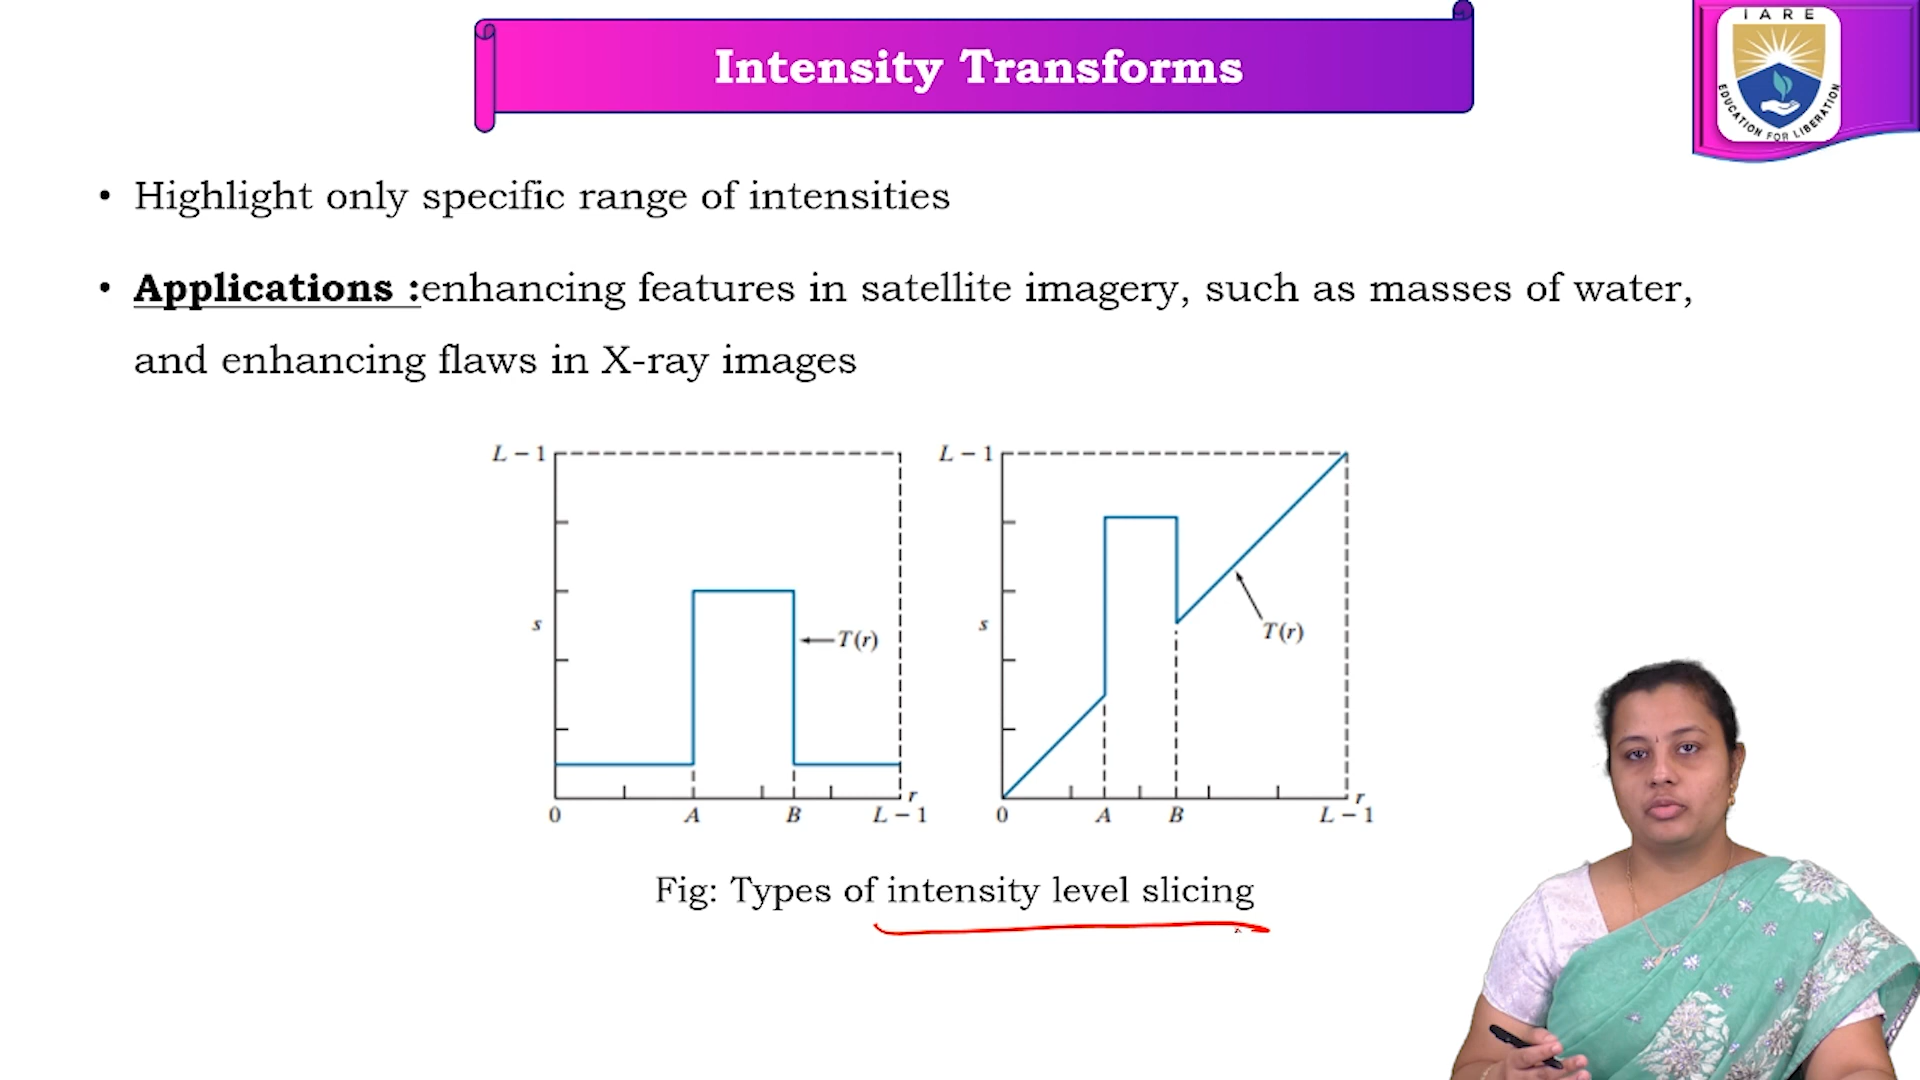 Intensity Transforms
IARE
EDUCATION FOR LIBERATION
• Highlight only specific range of intensities
• Applications :enhancing features in satellite imagery, such as masses of water,
and enhancing flaws in X-ray images
L – 1
s
T(r)
0 A B L – 1
r
L – 1
s
T(r)
0 A B L – 1
r
Fig: Types of intensity level slicing